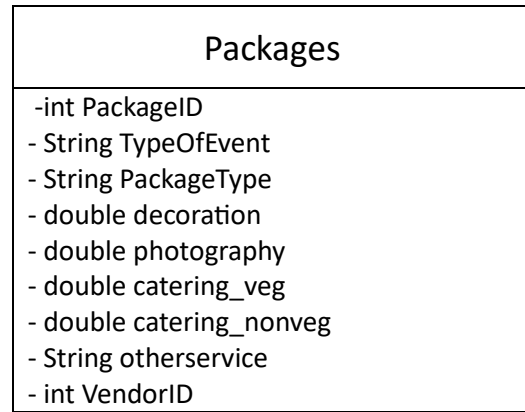 Packages
-int PackageID
- String TypeOfEvent
- String PackageType
- double decoration
- double photography
- double catering_veg
- double catering_nonveg
- String otherservice
- int VendorID